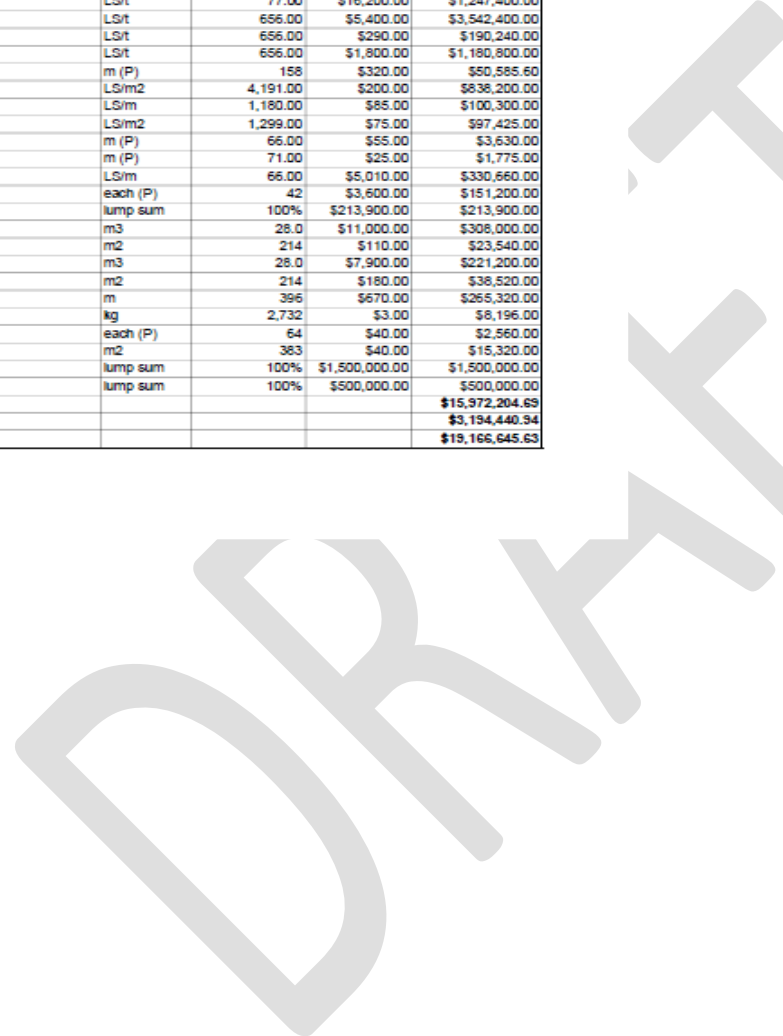 LS/t 77.00 $16,200.00 $1,247,400.00
LS/t 656.00 $5,400.00 $3,542,400.00
LS/t 656.00 $290.00 $190,240.00
LS/t 656.00 $1,800.00 $1,180,800.00
m (P) 158 $320.00 $50,585.60
LS/m2 4,191.00 $200.00 $838,200.00
LS/m 1,180.00 $85.00 $100,300.00
LS/m2 1,299.00 $75.00 $97,425.00
m (P) 66.00 $55.00 $3,630.00
m (P) 71.00 $25.00 $1,775.00
LS/m 66.00 $5,010.00 $330,660.00
each (P) 42 $3,600.00 $151,200.00
lump sum 100% $213,900.00 $213,900.00
m3 28.0 $11,000.00 $308,000.00
m2 214 $110.00 $23,540.00
m3 28.0 $7,900.00 $221,200.00
m2 214 $180.00 $38,520.00
m 396 $670.00 $265,320.00
kg 2,732 $3.00 $8,196.00
each (P) 64 $40.00 $2,560.00
m2 383 $40.00 $15,320.00
lump sum 100% $1,500,000.00 $1,500,000.00
lump sum 100% $500,000.00 $500,000.00
$15,972,204.69
$3,194,440.94
$19,166,645.63
DRAFT